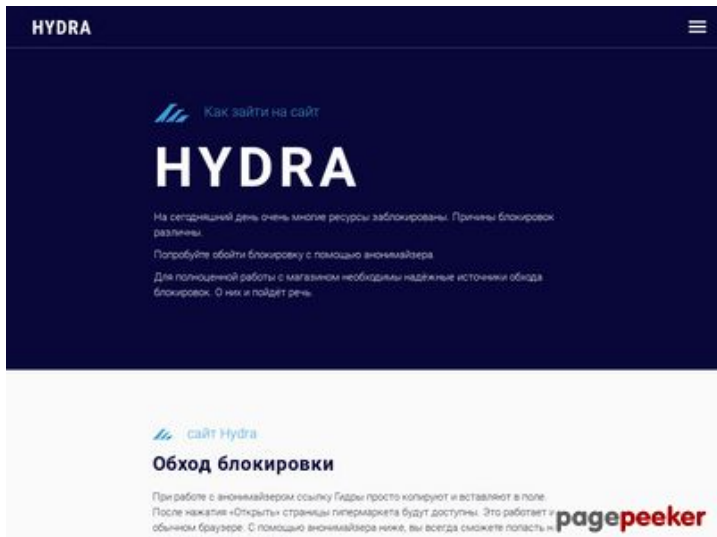 HYDRA
Как зайти на сайт
HYDRA
На сегодняшний день очень многие ресурсы заблокированы. Причины блокировок
различны.
Попробуйте обойти блокировку с помощью анонимайзера
Для полноценной работы с магазином необходимы надёжные источники обхода
блокировок. О них и пойдёт речь.
сайт Hydra
Обход блокировки
При работе с анонимайзером ссылку Гидры просто копируют и вставляют в поле.
После нажатия «Открыть» страницы гипермаркета будут доступны. Это работает и
обычном браузере. С помощью анонимайзера ниже, вы всегда сможете попасть
pagepeeker